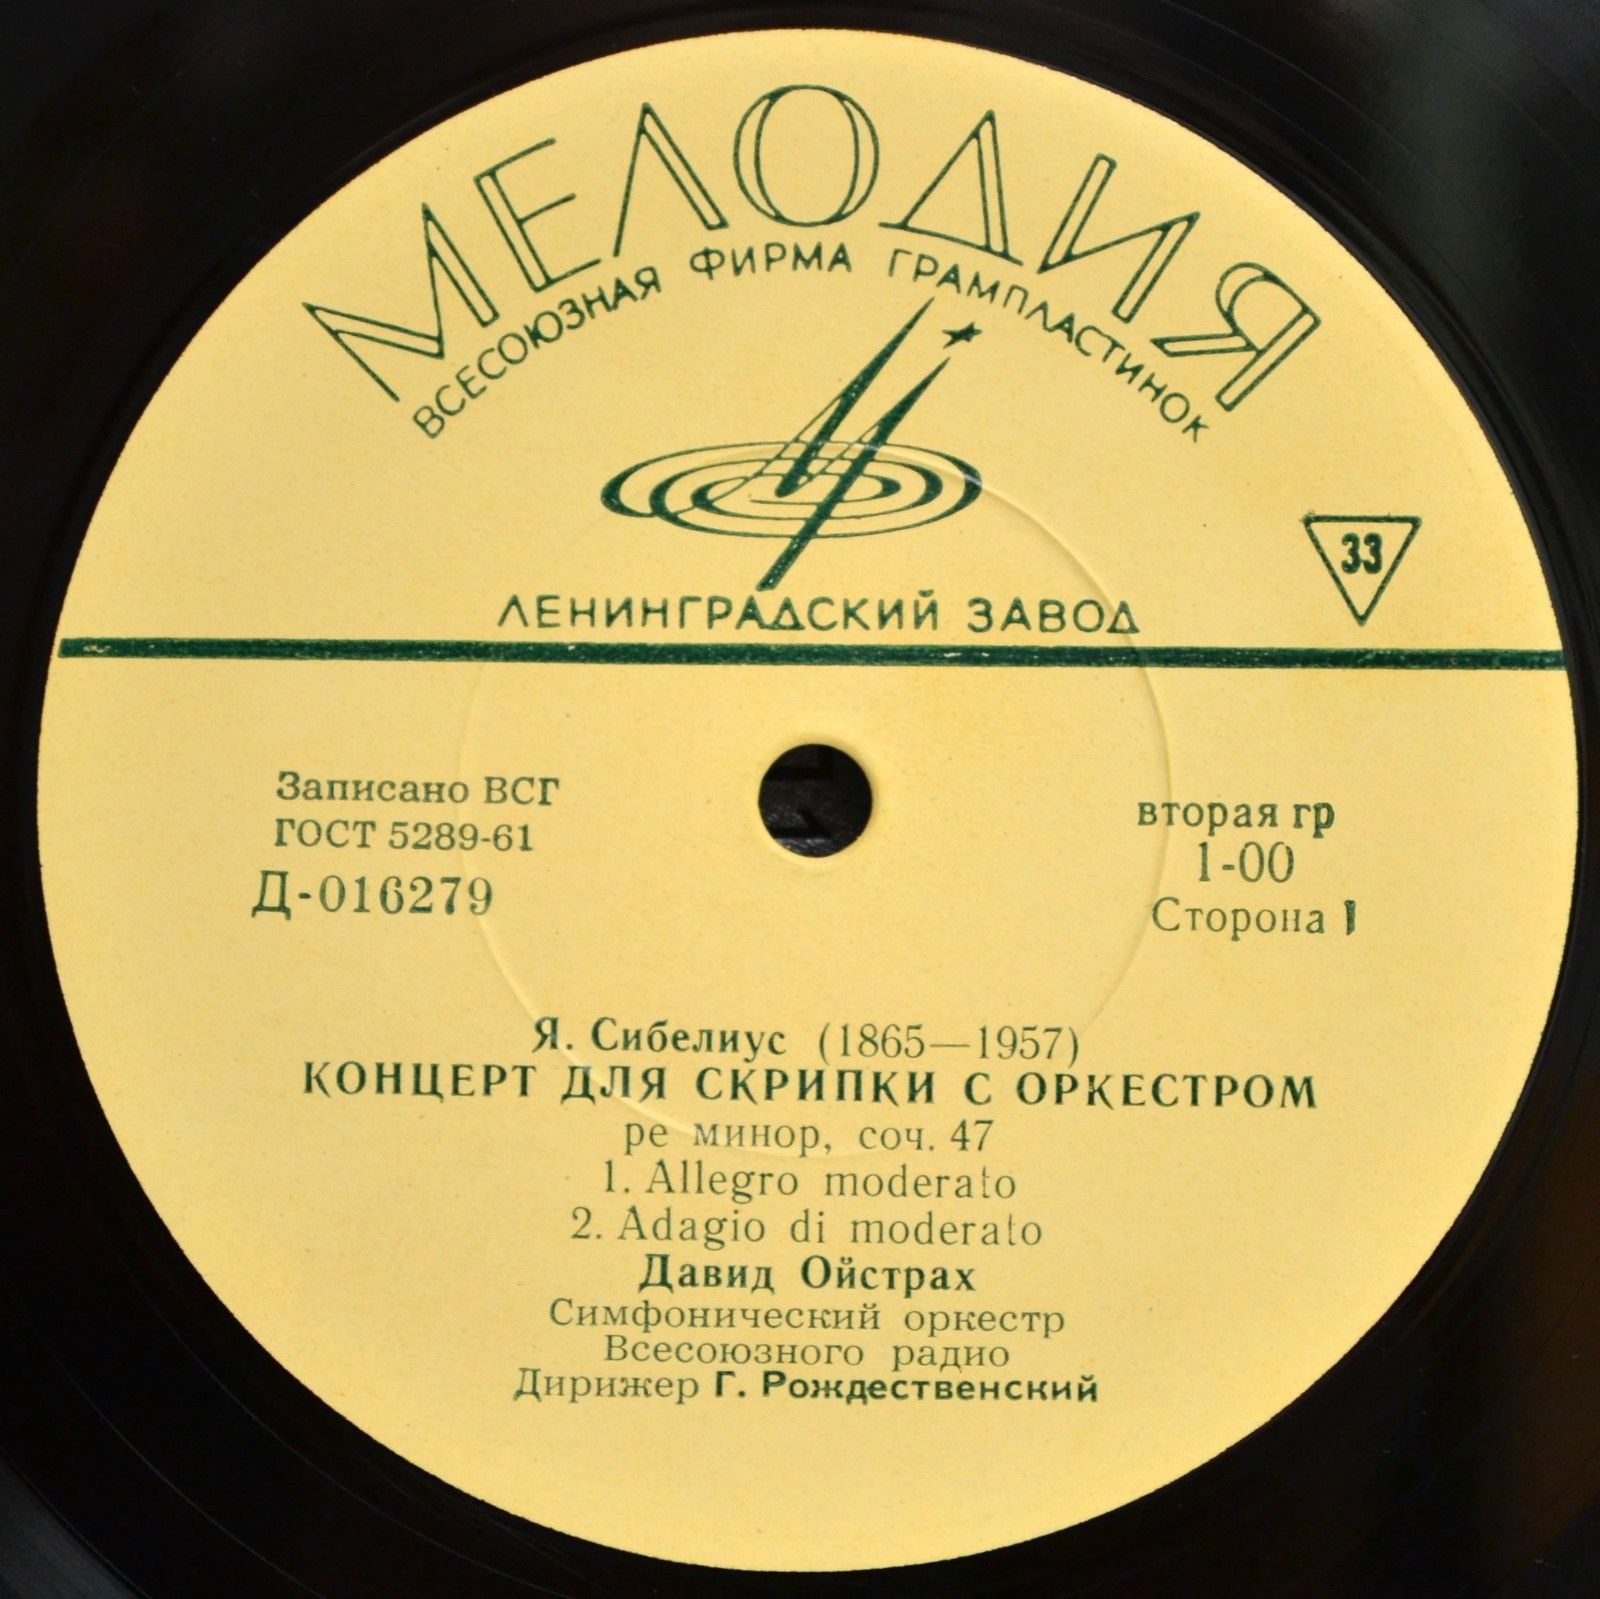 МЕЛОДИЯ
ВСЕСОЮЗНАЯ ФИРМА ГРАМПЛАСТИНОК
33
ЛЕНИНГРАДСКИЙ ЗАВОД
Записано ВСГ
ГОСТ 5289-61
Д-016279
вторая гр
1-00
Сторона 1
Я. Сибелиус (1865—1957)
КОНЦЕРТ ДЛЯ СКРИПКИ С ОРКЕСТРОМ
ре минор, соч. 47
1. Allegro moderato
2. Adagio di moderato
Давид Ойстрах
Симфонический оркестр
Всесоюзного радио
Дирижер Г. Рождественский